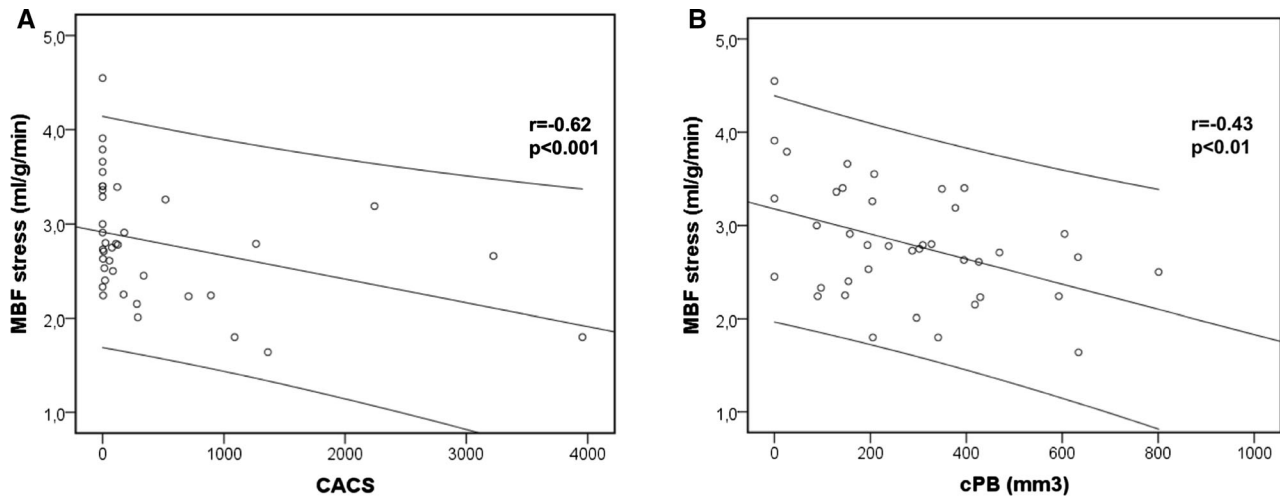 A
MBF stress (ml/g/min)
5,0
4,0
3,0
2,0
1,0
r=-0.62
p<0.001
0 1000 2000 3000 4000
CACS
B
MBF stress (ml/g/min)
5,0
4,0
3,0
2,0
1,0
r=-0.43
p<0.01
0 200 400 600 800 1000
cPB (mm3)